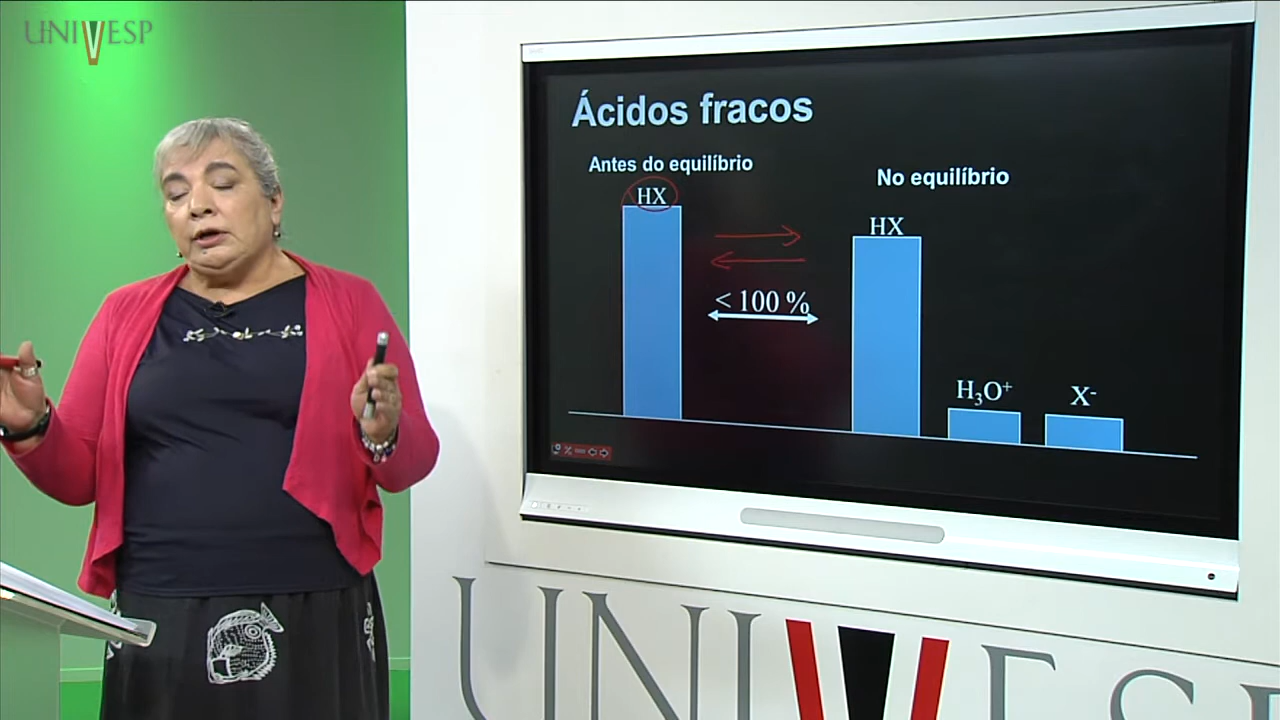 UNIVESP
Ácidos fracos
Antes do equilíbrio
No equilíbrio
HX
HX
< 100 %
H₃O⁺
X⁻
UNIVESP